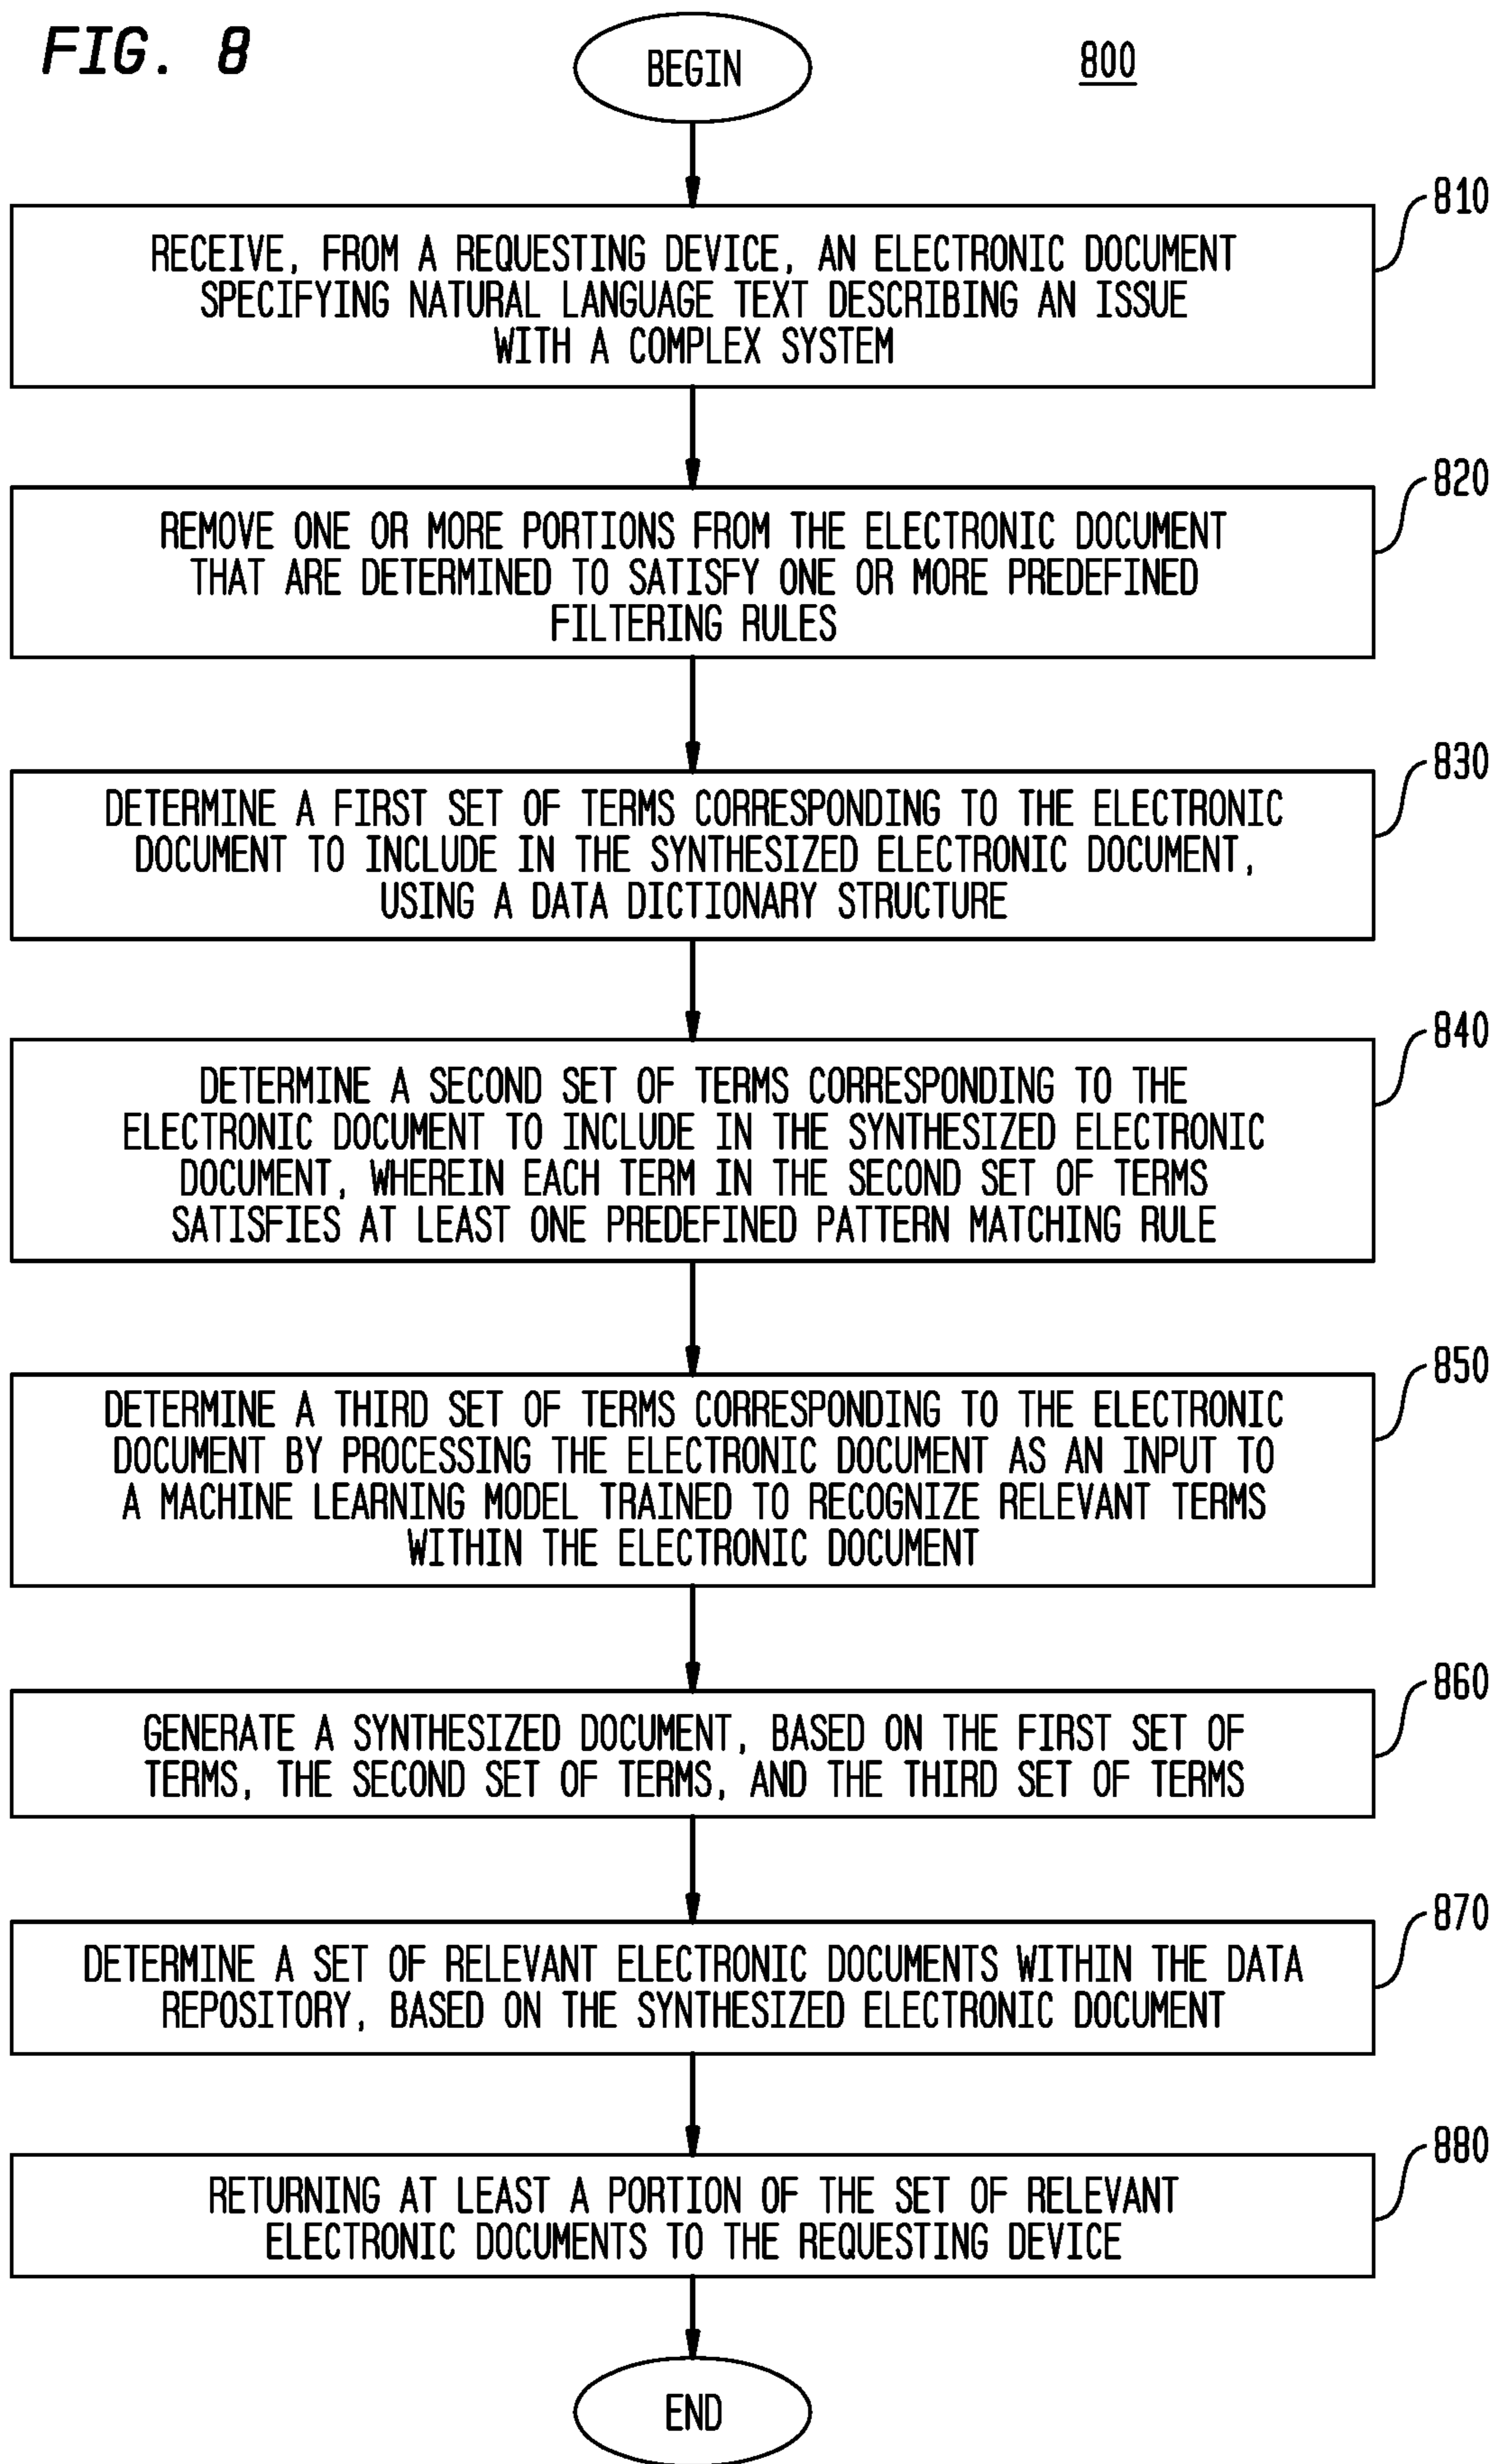 FIG. 8
BEGIN
800
810
RECEIVE, FROM A REQUESTING DEVICE, AN ELECTRONIC DOCUMENT
SPECIFYING NATURAL LANGUAGE TEXT DESCRIBING AN ISSUE
WITH A COMPLEX SYSTEM
820
REMOVE ONE OR MORE PORTIONS FROM THE ELECTRONIC DOCUMENT
THAT ARE DETERMINED TO SATISFY ONE OR MORE PREDEFINED
FILTERING RULES
830
DETERMINE A FIRST SET OF TERMS CORRESPONDING TO THE ELECTRONIC
DOCUMENT TO INCLUDE IN THE SYNTHESIZED ELECTRONIC DOCUMENT,
USING A DATA DICTIONARY STRUCTURE
840
DETERMINE A SECOND SET OF TERMS CORRESPONDING TO THE
ELECTRONIC DOCUMENT TO INCLUDE IN THE SYNTHESIZED ELECTRONIC
DOCUMENT, WHEREIN EACH TERM IN THE SECOND SET OF TERMS
SATISFIES AT LEAST ONE PREDEFINED PATTERN MATCHING RULE
850
DETERMINE A THIRD SET OF TERMS CORRESPONDING TO THE ELECTRONIC
DOCUMENT BY PROCESSING THE ELECTRONIC DOCUMENT AS AN INPUT TO
A MACHINE LEARNING MODEL TRAINED TO RECOGNIZE RELEVANT TERMS
WITHIN THE ELECTRONIC DOCUMENT
860
GENERATE A SYNTHESIZED DOCUMENT, BASED ON THE FIRST SET OF
TERMS, THE SECOND SET OF TERMS, AND THE THIRD SET OF TERMS
870
DETERMINE A SET OF RELEVANT ELECTRONIC DOCUMENTS WITHIN THE DATA
REPOSITORY, BASED ON THE SYNTHESIZED ELECTRONIC DOCUMENT
880
RETURNING AT LEAST A PORTION OF THE SET OF RELEVANT
ELECTRONIC DOCUMENTS TO THE REQUESTING DEVICE
END